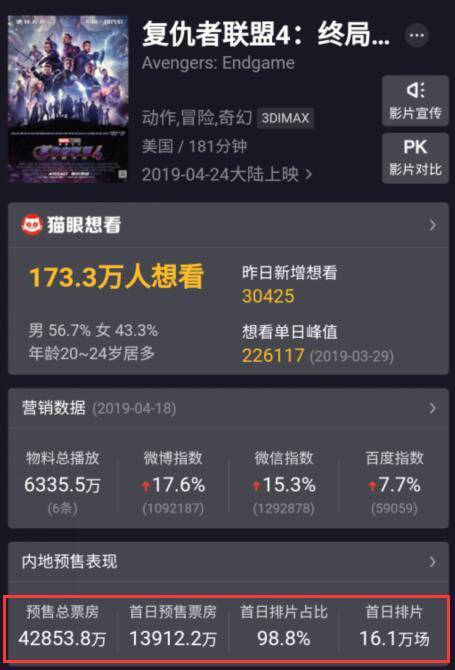 复仇者联盟4：终局...
Avengers: Endgame
动作,冒险,奇幻 3DIMAX
美国 / 181分钟
2019-04-24大陆上映 >
影片宣传
PK
影片对比
猫眼想看
173.3万人想看
昨日新增想看
30425
男 56.7% 女 43.3%
年龄20~24岁居多
想看单日峰值
226117 (2019-03-29)
营销数据 (2019-04-18)
物料总播放 微博指数 微信指数 百度指数
6335.5万 17.6% 15.3% 7.7%
(6条) (1092187) (1292878) (59059)
内地预售表现
预售总票房 首日预售票房 首日排片占比 首日排片
42853.8万 13912.2万 98.8% 16.1万场